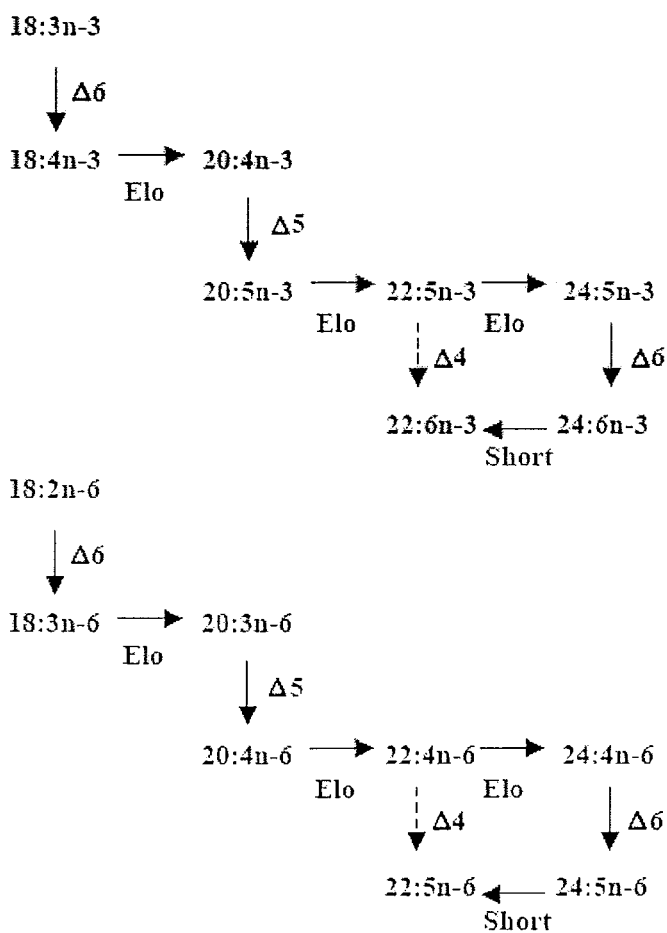 18:3n-3
Δ6
18:4n-3 20:4n-3
Elo
Δ5
20:5n-3 22:5n-3 24:5n-3
Elo Elo
Δ4 Δ6
22:6n-3 24:6n-3
Short
18:2n-6
Δ6
18:3n-6 20:3n-6
Elo
Δ5
20:4n-6 22:4n-6 24:4n-6
Elo Elo
Δ4 Δ6
22:5n-6 24:5n-6
Short